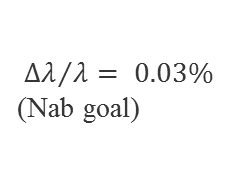 Δλ/λ = 0.03%
(Nab goal)